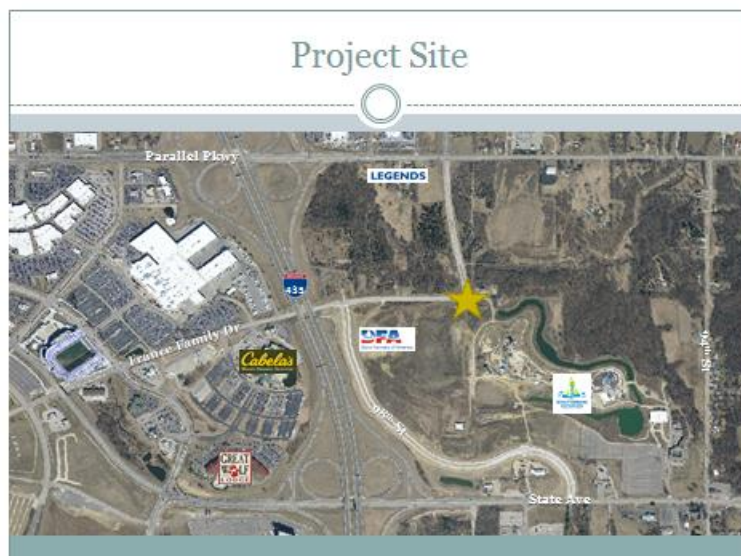 Project Site
Parallel Pkwy
LEGENDS
435
France Family Dr
DFA
Cabela's
98th St
94th St
GREAT
WOLF
LODGE
State Ave